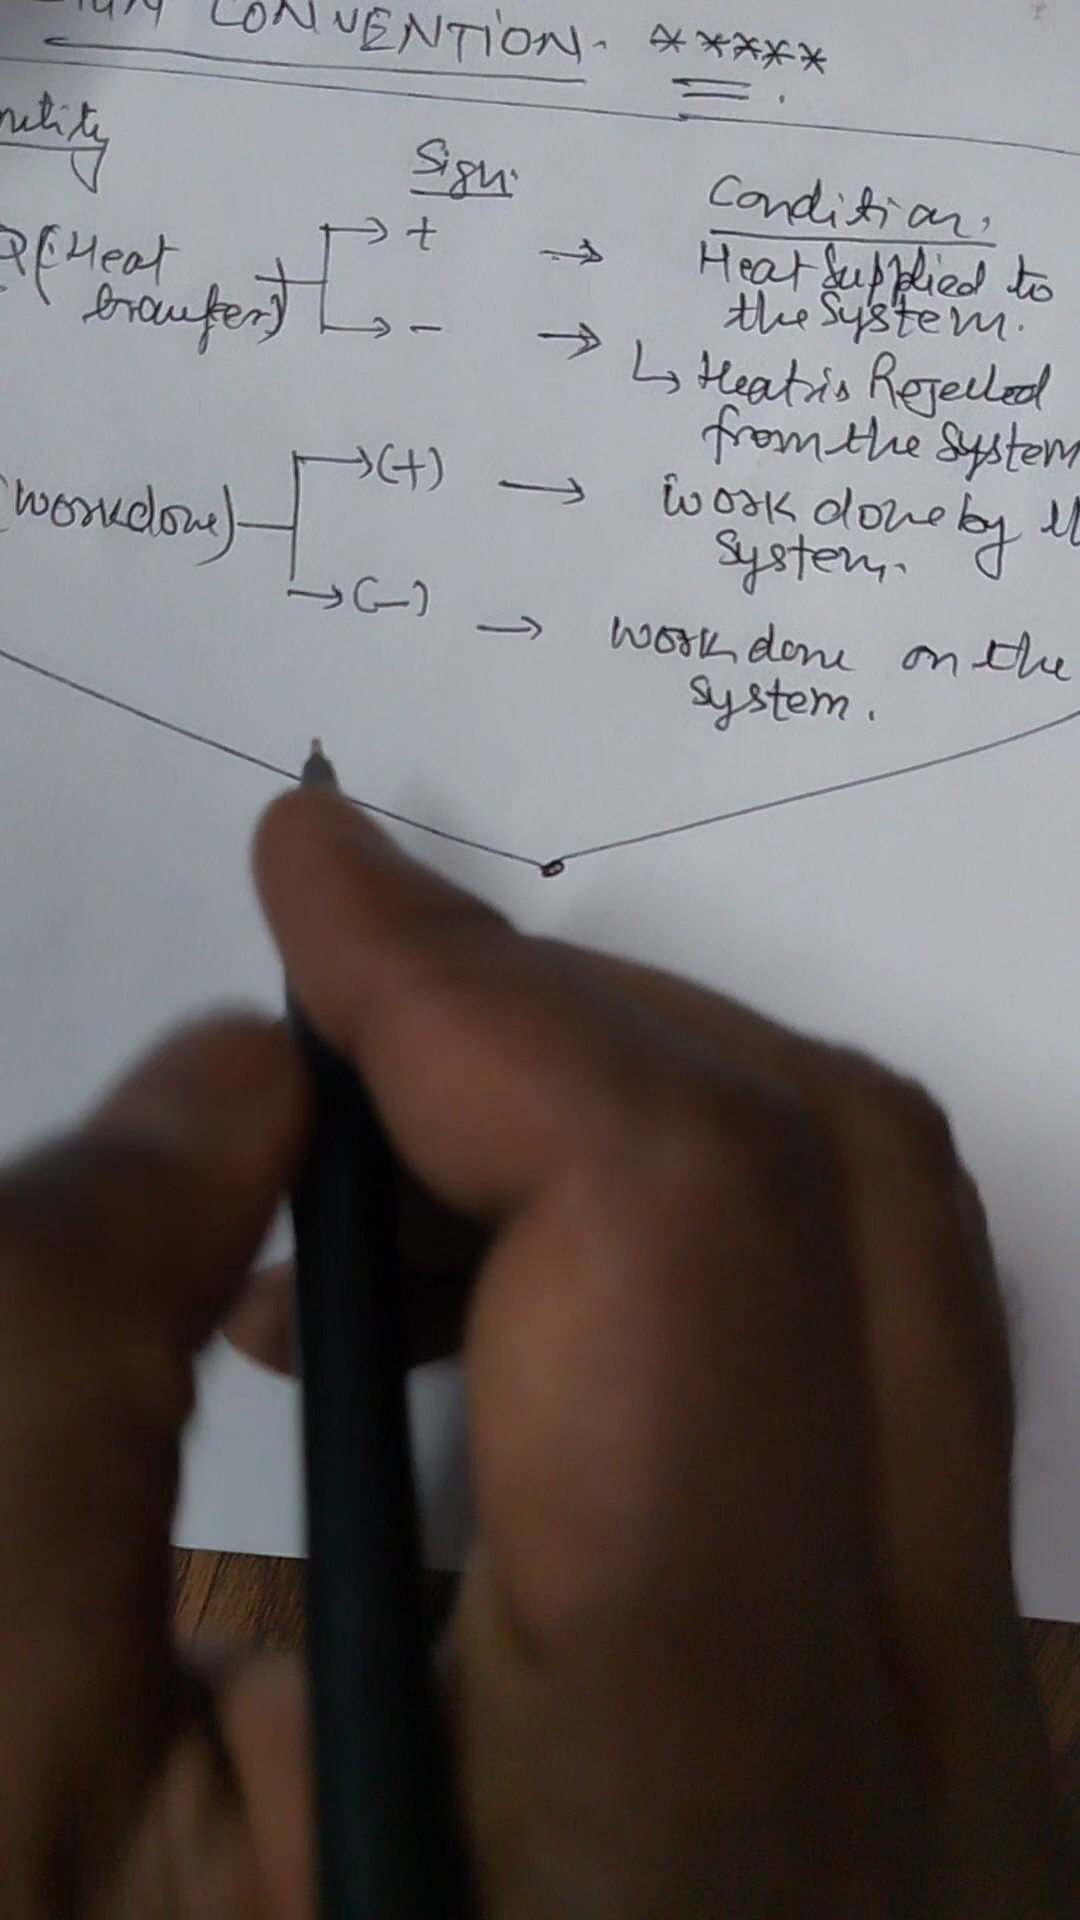 CONVENTION. *****
Sign.
Condition.
(Heat transfer) → + → Heat Supplied to
the System.
→ - → ↳ Heat is Rejected
from the System
(workdone) → (+) → work done by
System.
→ (-) → work done on the
System.